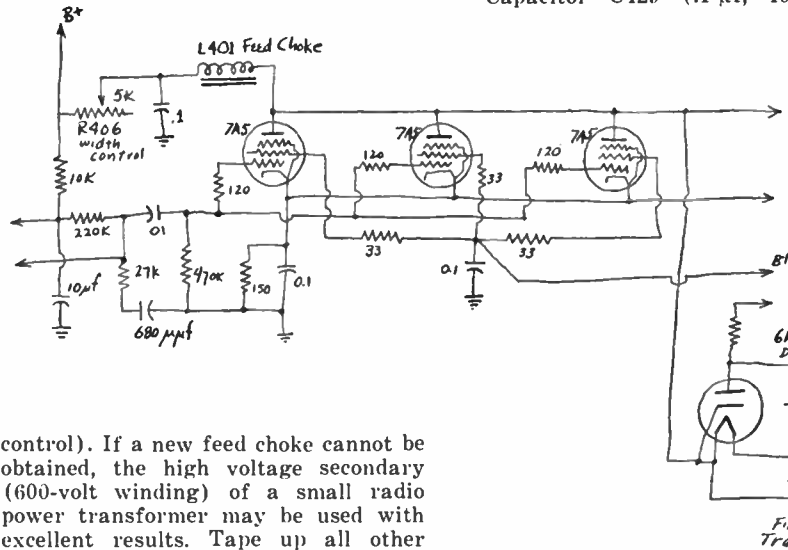 Capacitor C423 (.1 µf,
B+
L401 Feed Choke
5K
.1
R406
width
control
7A5
7A5
7A5
120
120
33
120
10K
220K
.01
33
33
27K
470K
150
0.1
0.1
B+
10µf
680 µµf
control). If a new feed choke cannot be
obtained, the high voltage secondary
(600-volt winding) of a small radio
power transformer may be used with
excellent results. Tape up all other